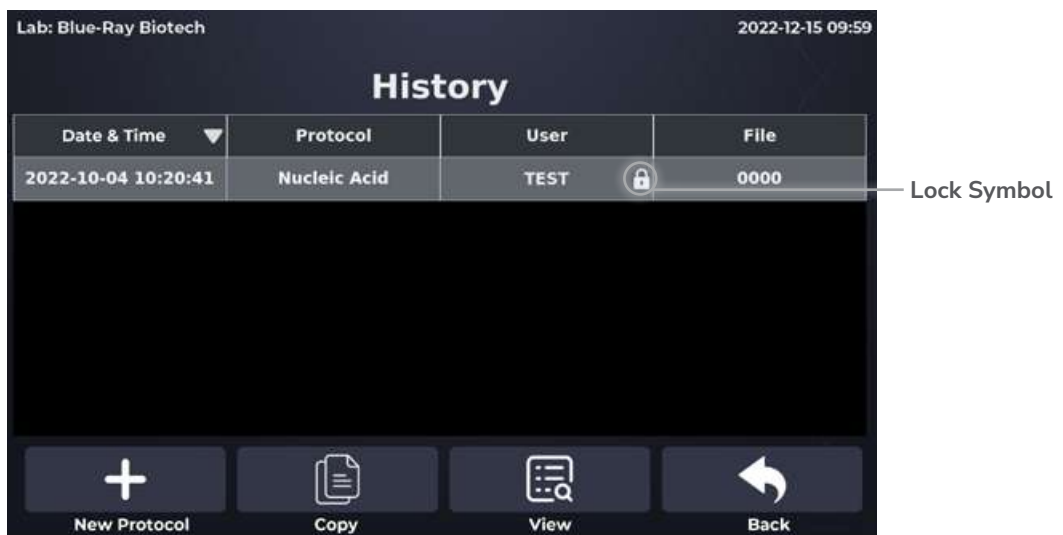 Lab: Blue-Ray Biotech 2022-12-15 09:59
History
Date & Time Protocol User File
2022-10-04 10:20:41 Nucleic Acid TEST 0000
Lock Symbol
New Protocol Copy View Back